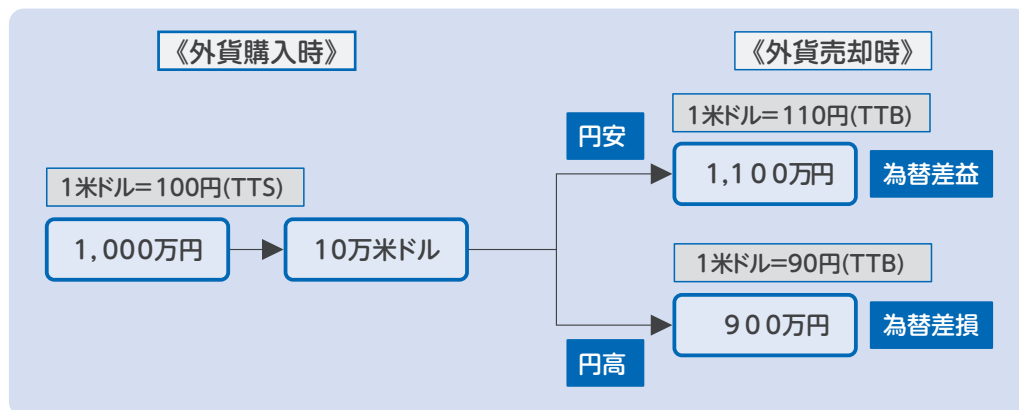 《外貨購入時》
《外貨売却時》
1米ドル＝110円(TTB)
円安
1,100万円
為替差益
1米ドル＝100円(TTS)
1,000万円
10万米ドル
1米ドル＝90円(TTB)
900万円
為替差損
円高